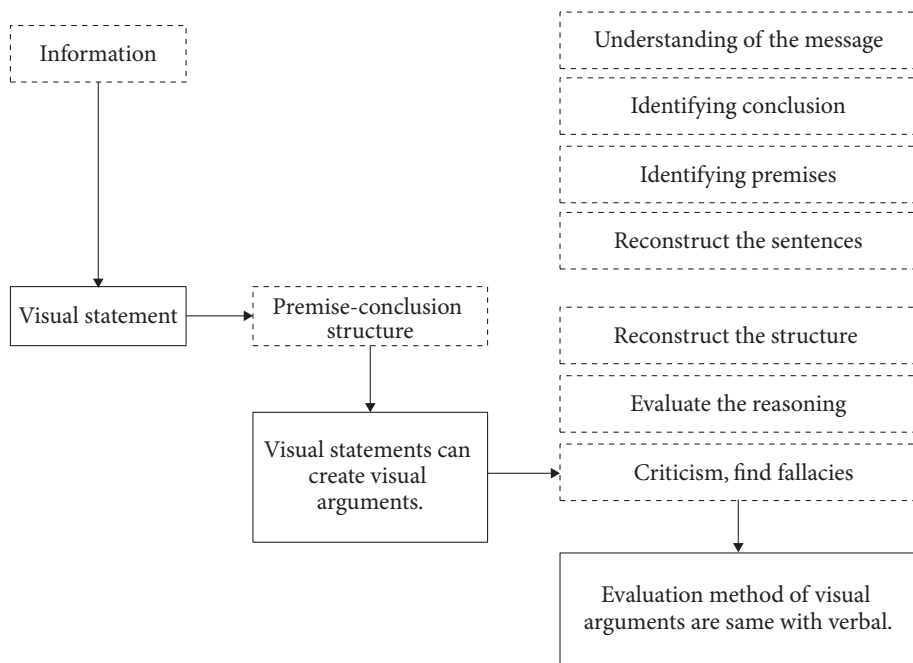 Information
Understanding of the message
Identifying conclusion
Identifying premises
Reconstruct the sentences
Visual statement
Premise-conclusion
structure
Reconstruct the structure
Evaluate the reasoning
Visual statements can
create visual
arguments.
Criticism, find fallacies
Evaluation method of visual
arguments are same with verbal.